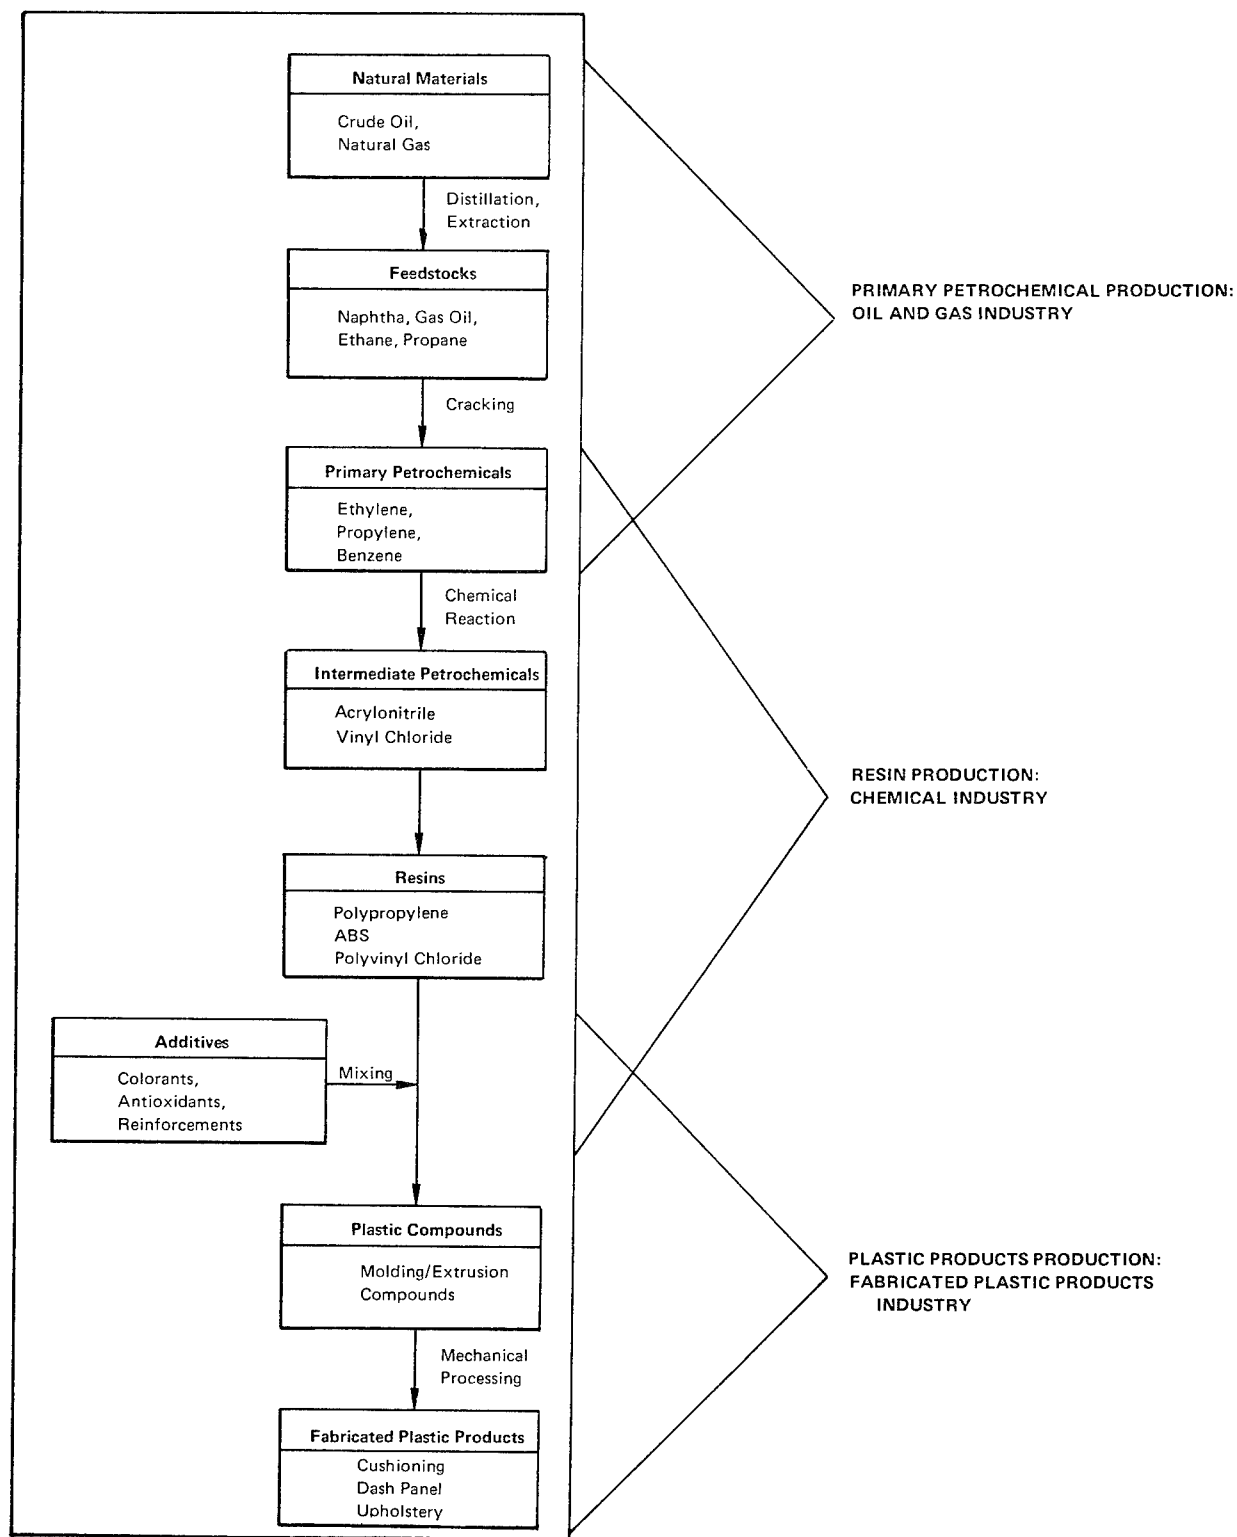 Natural Materials
Crude Oil,
Natural Gas
Distillation,
Extraction
Feedstocks
Naphtha, Gas Oil,
Ethane, Propane
PRIMARY PETROCHEMICAL PRODUCTION:
OIL AND GAS INDUSTRY
Cracking
Primary Petrochemicals
Ethylene,
Propylene,
Benzene
Chemical
Reaction
Intermediate Petrochemicals
Acrylonitrile
Vinyl Chloride
RESIN PRODUCTION:
CHEMICAL INDUSTRY
Resins
Polypropylene
ABS
Polyvinyl Chloride
Additives
Colorants,
Antioxidants,
Reinforcements
Mixing
Plastic Compounds
Molding/Extrusion
Compounds
PLASTIC PRODUCTS PRODUCTION:
FABRICATED PLASTIC PRODUCTS
INDUSTRY
Mechanical
Processing
Fabricated Plastic Products
Cushioning
Dash Panel
Upholstery